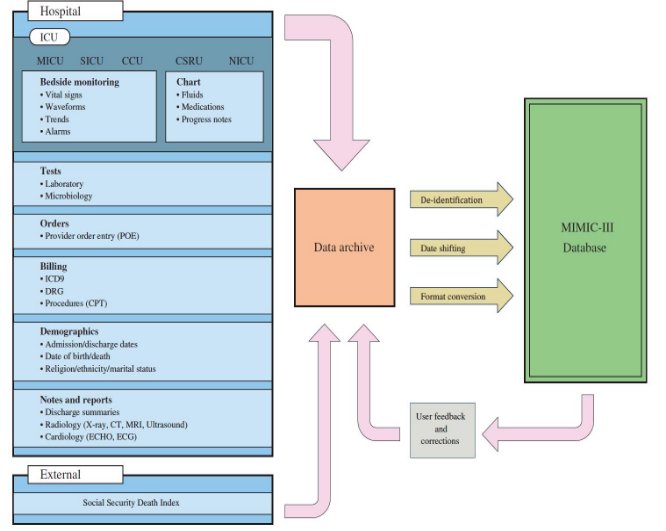 Hospital
ICU
MICU SICU CCU CSRU NICU
Bedside monitoring
• Vital signs
• Waveforms
• Trends
• Alarms
Chart
• Fluids
• Medications
• Progress notes
Tests
• Laboratory
• Microbiology
Orders
• Provider order entry (POE)
Billing
• ICD9
• DRG
• Procedures (CPT)
Demographics
• Admission/discharge dates
• Date of birth/death
• Religion/ethnicity/marital status
Notes and reports
• Discharge summaries
• Radiology (X-ray, CT, MRI, Ultrasound)
• Cardiology (ECHO, ECG)
External
Social Security Death Index
Data archive
De-identification
Date shifting
Format conversion
MIMIC-III
Database
User feedback
and
corrections